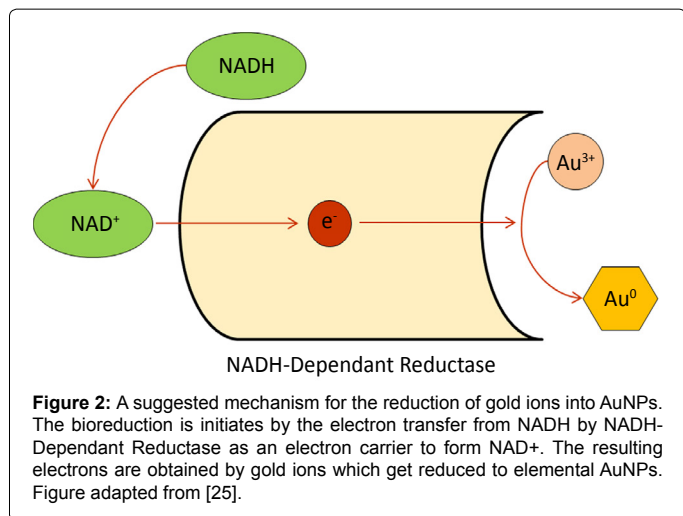 NADH
Au³⁺
NAD⁺
e⁻
Au⁰
NADH-Dependant Reductase
Figure 2: A suggested mechanism for the reduction of gold ions into AuNPs.
The bioreduction is initiates by the electron transfer from NADH by NADH-
Dependant Reductase as an electron carrier to form NAD+. The resulting
electrons are obtained by gold ions which get reduced to elemental AuNPs.
Figure adapted from [25].